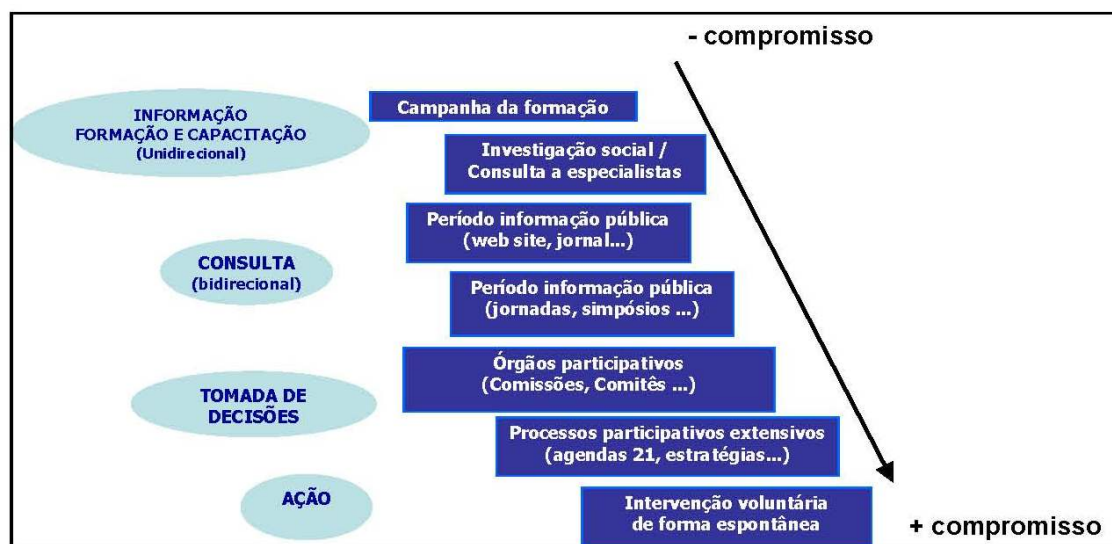 - compromisso
INFORMAÇÃO
FORMAÇÃO E CAPACITAÇÃO
(Unidirecional)
Campanha da formação
Investigação social /
Consulta a especialistas
Período informação pública
(web site, jornal...)
CONSULTA
(bidirecional)
Período informação pública
(jornadas, simpósios ...)
Órgãos participativos
(Comissões, Comitês ...)
TOMADA DE
DECISÕES
Processos participativos extensivos
(agendas 21, estratégias...)
AÇÃO
Intervenção voluntária
de forma espontânea
+ compromisso